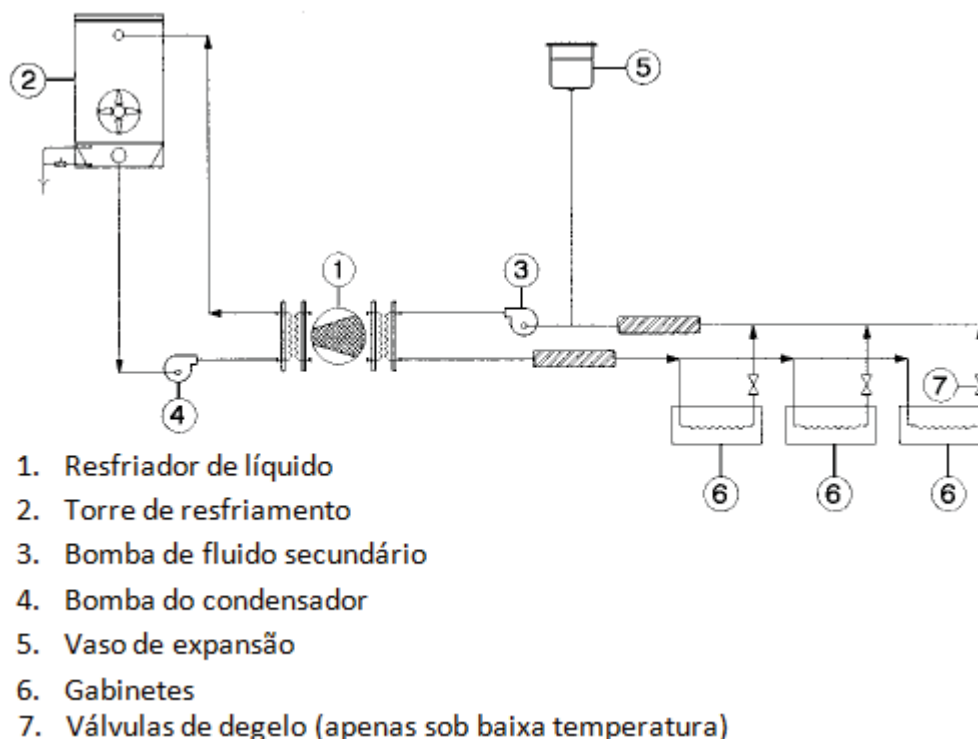 2
5
1
3
4
7
6
6
6
1. Resfriador de líquido
2. Torre de resfriamento
3. Bomba de fluido secundário
4. Bomba do condensador
5. Vaso de expansão
6. Gabinetes
7. Válvulas de degelo (apenas sob baixa temperatura)